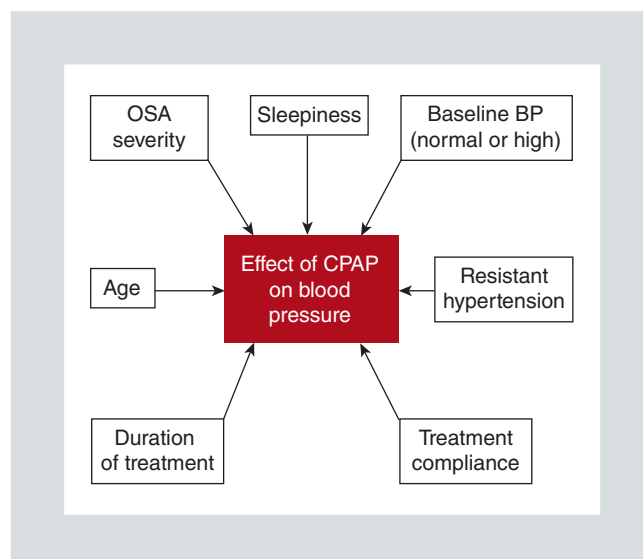 OSA
severity
Sleepiness
Baseline BP
(normal or high)
Age
Effect of CPAP
on blood
pressure
Resistant
hypertension
Duration
of treatment
Treatment
compliance